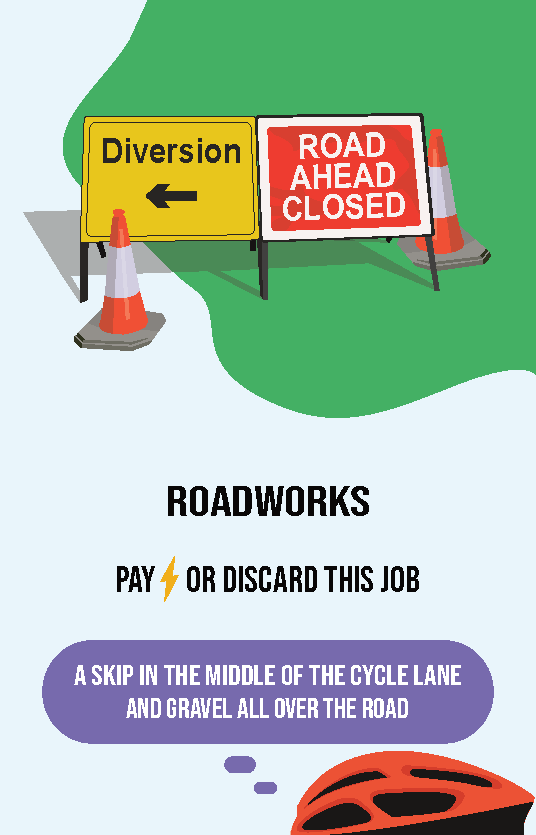 Diversion
ROAD
AHEAD
CLOSED
ROADWORKS
PAY OR DISCARD THIS JOB
A SKIP IN THE MIDDLE OF THE CYCLE LANE
AND GRAVEL ALL OVER THE ROAD